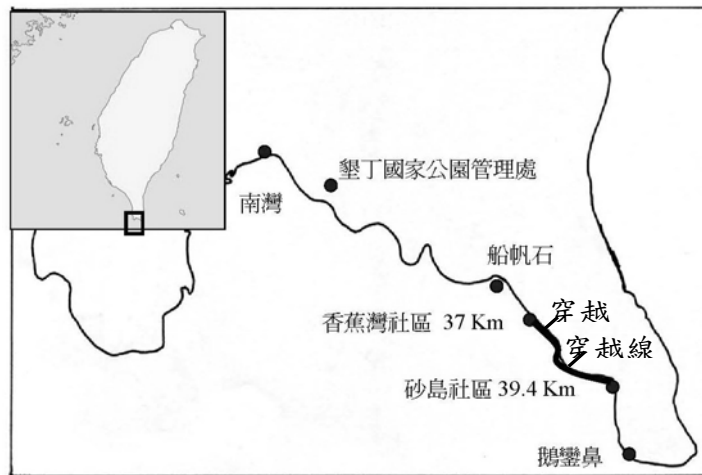 墾丁國家公園管理處
南灣
船帆石
香蕉灣社區 37 Km
穿越
穿越線
砂島社區 39.4 Km
鵝鑾鼻